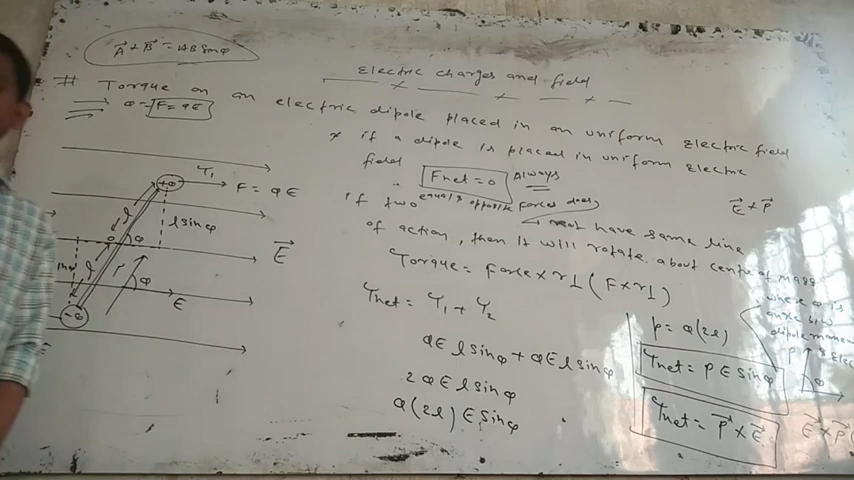 A⃗ × B⃗ = AB sinφ
Electric charges and field
# Torque on an electric dipole placed in an uniform electric field
F = qE
* if a dipole is placed in uniform electric
field Fnet = 0 Always
if two equal & opposite forces does
not have same line
of action, then it will rotate about centre of mass
Torque = Force × r⊥ (F × r⊥)
τnet = τ₁ + τ₂
qE l sinφ + qE l sinφ
2qE l sinφ
q(2l) E sinφ
p = q(2l)
τnet = PE sinφ
τnet = P⃗ × E⃗
where φ is
E⃗ × P⃗
E⃗ × P⃗
+q
τ₁
F = qE
l sinφ
l
φ
E⃗
l
P
φ
E
-q
P
φ